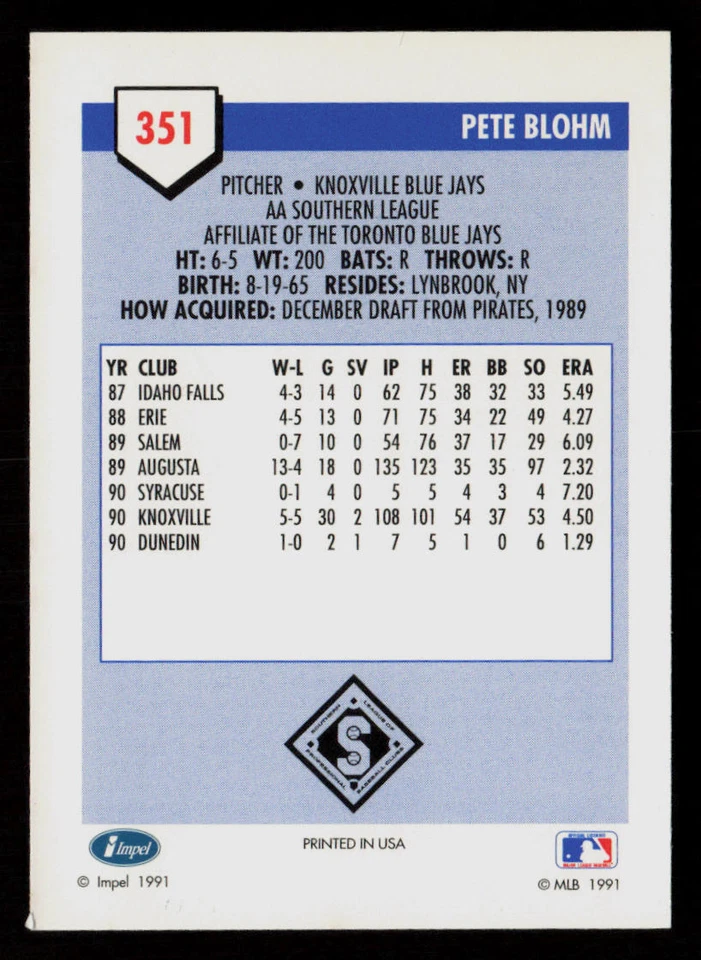 351
PETE BLOHM
PITCHER • KNOXVILLE BLUE JAYS
AA SOUTHERN LEAGUE
AFFILIATE OF THE TORONTO BLUE JAYS
HT: 6-5 WT: 200 BATS: R THROWS: R
BIRTH: 8-19-65 RESIDES: LYNBROOK, NY
HOW ACQUIRED: DECEMBER DRAFT FROM PIRATES, 1989
YR CLUB W-L G SV IP H ER BB SO ERA
87 IDAHO FALLS 4-3 14 0 62 75 38 32 33 5.49
88 ERIE 4-5 13 0 71 75 34 22 49 4.27
89 SALEM 0-7 10 0 54 76 37 17 29 6.09
89 AUGUSTA 13-4 18 0 135 123 35 35 97 2.32
90 SYRACUSE 0-1 4 0 5 5 4 3 4 7.20
90 KNOXVILLE 5-5 30 2 108 101 54 37 53 4.50
90 DUNEDIN 1-0 2 1 7 5 1 0 6 1.29
SOUTHERN LEAGUE OF
S
PROFESSIONAL BASEBALL CLUBS
Impel
PRINTED IN USA
© Impel 1991
© MLB 1991